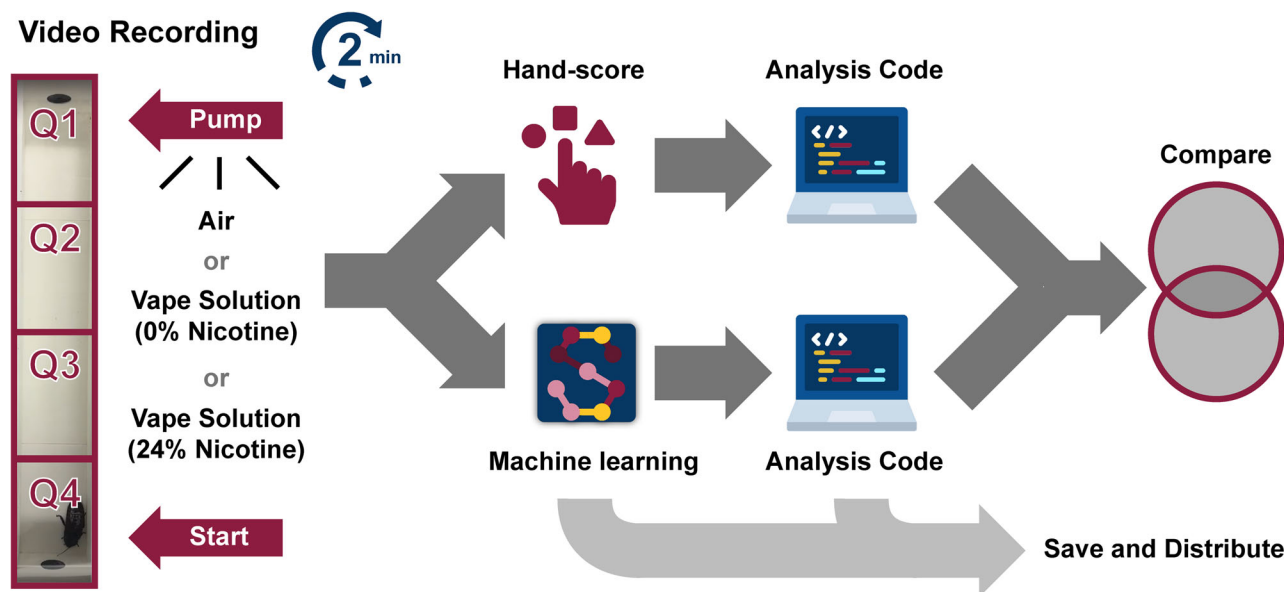 Video Recording
2 min
Q1
Q2
Q3
Q4
Pump
Air
or
Vape Solution
(0% Nicotine)
or
Vape Solution
(24% Nicotine)
Start
Hand-score
Analysis Code
</>
Machine learning
Analysis Code
</>
Compare
Save and Distribute